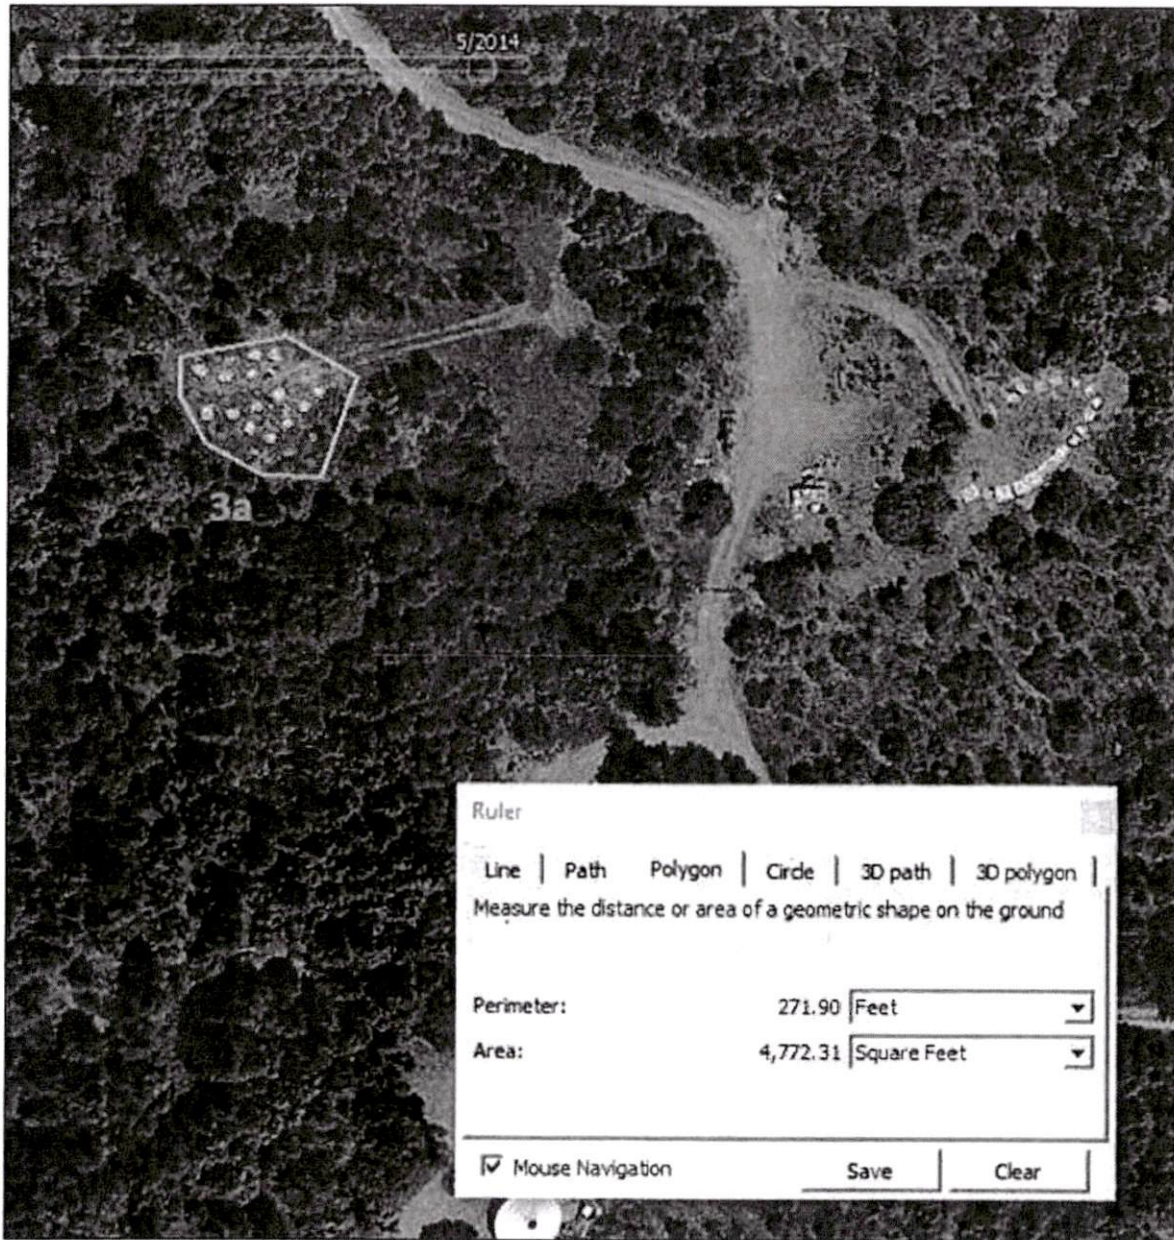 5/2014
3a
Ruler
Line | Path Polygon | Circle | 3D path | 3D polygon |
Measure the distance or area of a geometric shape on the ground
Perimeter: 271.90 Feet
Area: 4,772.31 Square Feet
Mouse Navigation Save Clear